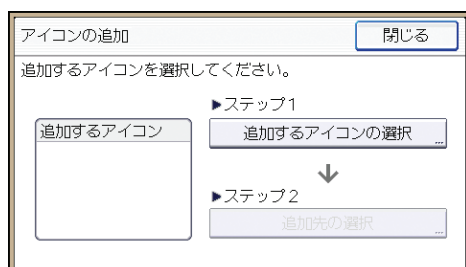 アイコンの追加
閉じる
追加するアイコンを選択してください。
▶ステップ1
追加するアイコン
追加するアイコンの選択
▶ステップ2
追加先の選択